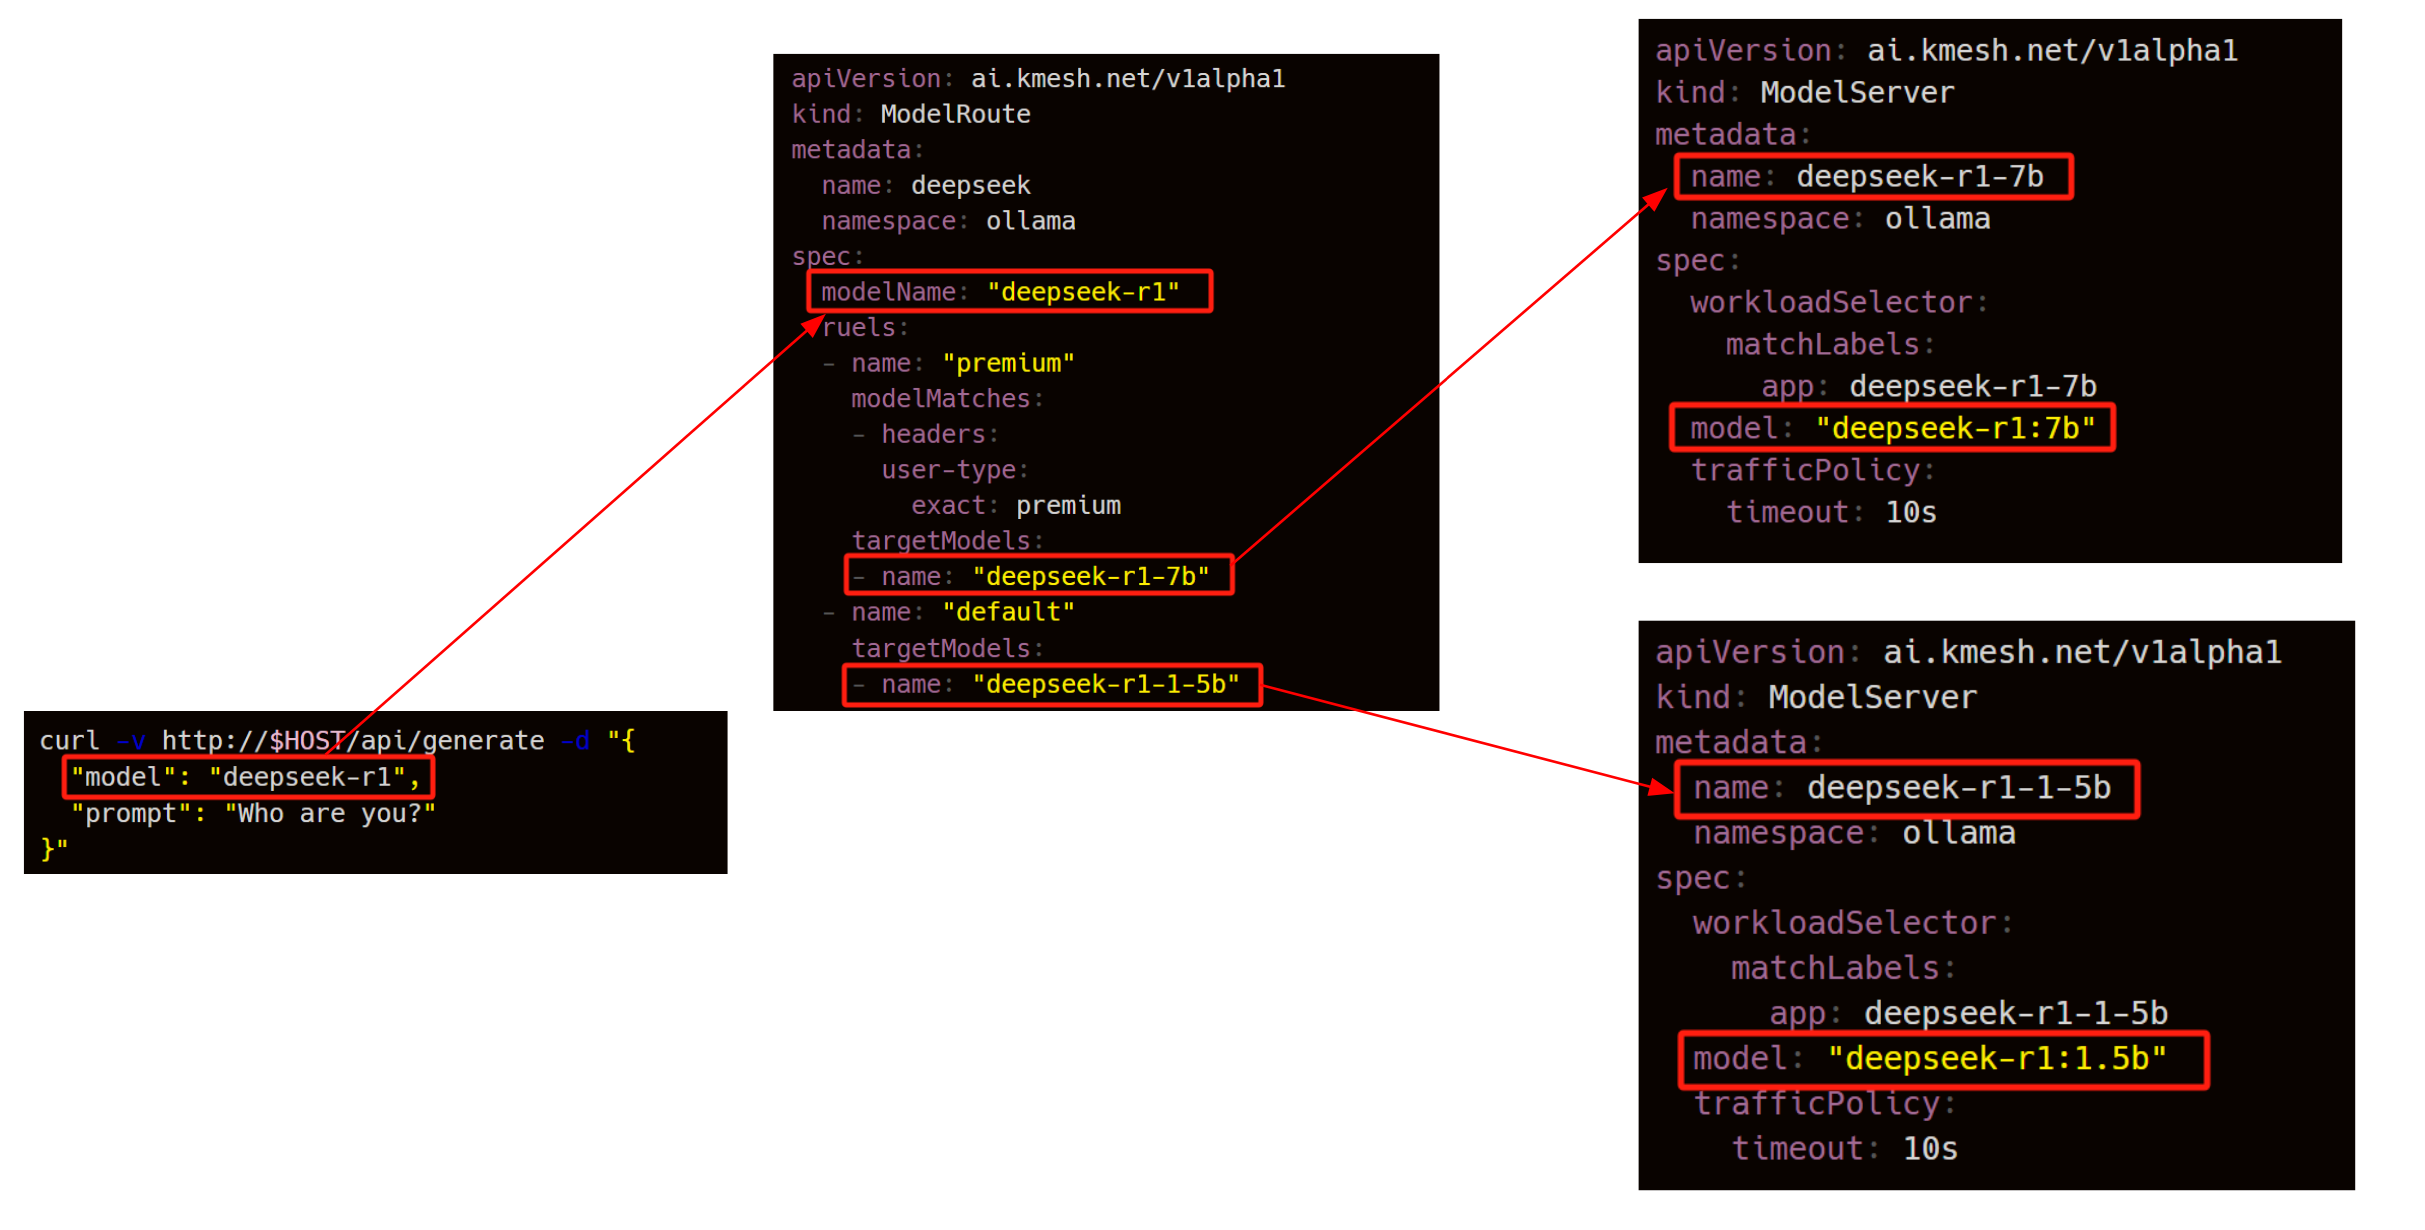 curl -v http://$HOST/api/generate -d "{
  "model": "deepseek-r1",
  "prompt": "Who are you?"
}"
apiVersion: ai.kmesh.net/v1alpha1
kind: ModelRoute
metadata:
  name: deepseek
  namespace: ollama
spec:
  modelName: "deepseek-r1"
  ruels:
  - name: "premium"
    modelMatches:
    - headers:
      user-type:
        exact: premium
    targetModels:
    - name: "deepseek-r1-7b"
  - name: "default"
    targetModels:
    - name: "deepseek-r1-1-5b"
apiVersion: ai.kmesh.net/v1alpha1
kind: ModelServer
metadata:
  name: deepseek-r1-7b
  namespace: ollama
spec:
  workloadSelector:
    matchLabels:
      app: deepseek-r1-7b
  model: "deepseek-r1:7b"
  trafficPolicy:
    timeout: 10s
apiVersion: ai.kmesh.net/v1alpha1
kind: ModelServer
metadata:
  name: deepseek-r1-1-5b
  namespace: ollama
spec:
  workloadSelector:
    matchLabels:
      app: deepseek-r1-1-5b
  model: "deepseek-r1:1.5b"
  trafficPolicy:
    timeout: 10s